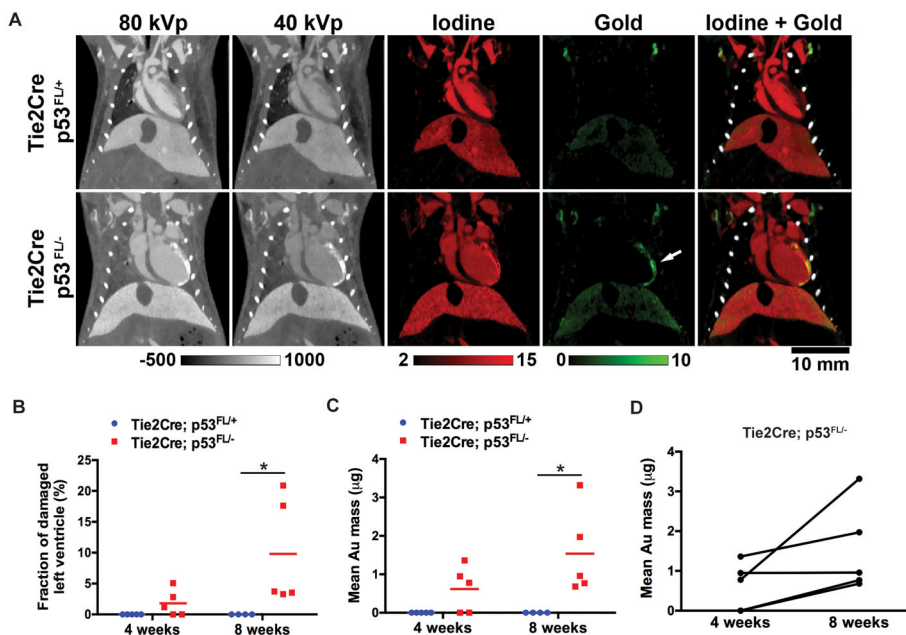 A
80 kVp 40 kVp Iodine Gold Iodine + Gold
Tie2Cre
p53FL/+
Tie2Cre
p53FL/-
-500 1000 2 15 0 10 10 mm
B
Tie2Cre; p53FL/+
Tie2Cre; p53FL/-
Fraction of damaged
left ventricle (%)
25
20
15
10
5
0
*
4 weeks 8 weeks
C
Tie2Cre; p53FL/+
Tie2Cre; p53FL/-
Mean Au mass (μg)
4
3
2
1
0
*
4 weeks 8 weeks
D
Tie2Cre; p53FL/-
Mean Au mass (μg)
4
3
2
1
0
4 weeks 8 weeks